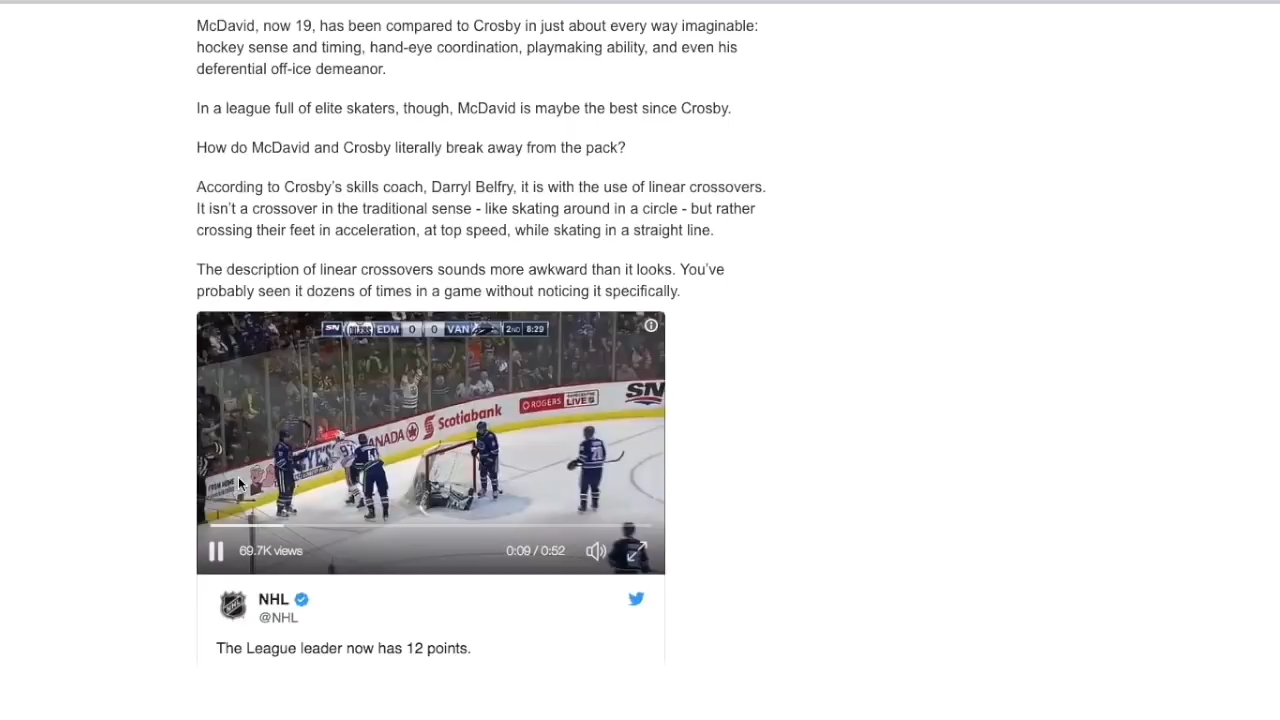 McDavid, now 19, has been compared to Crosby in just about every way imaginable:
hockey sense and timing, hand-eye coordination, playmaking ability, and even his
deferential off-ice demeanor.
In a league full of elite skaters, though, McDavid is maybe the best since Crosby.
How do McDavid and Crosby literally break away from the pack?
According to Crosby's skills coach, Darryl Belfry, it is with the use of linear crossovers.
It isn't a crossover in the traditional sense - like skating around in a circle - but rather
crossing their feet in acceleration, at top speed, while skating in a straight line.
The description of linear crossovers sounds more awkward than it looks. You've
probably seen it dozens of times in a game without noticing it specifically.
SN OILERS EDM 0 0 VAN 2ND 8:29
SN
ROGERS
Scotiabank
ANADA
97
69.7K views
0:09 / 0:52
NHL
@NHL
The League leader now has 12 points.